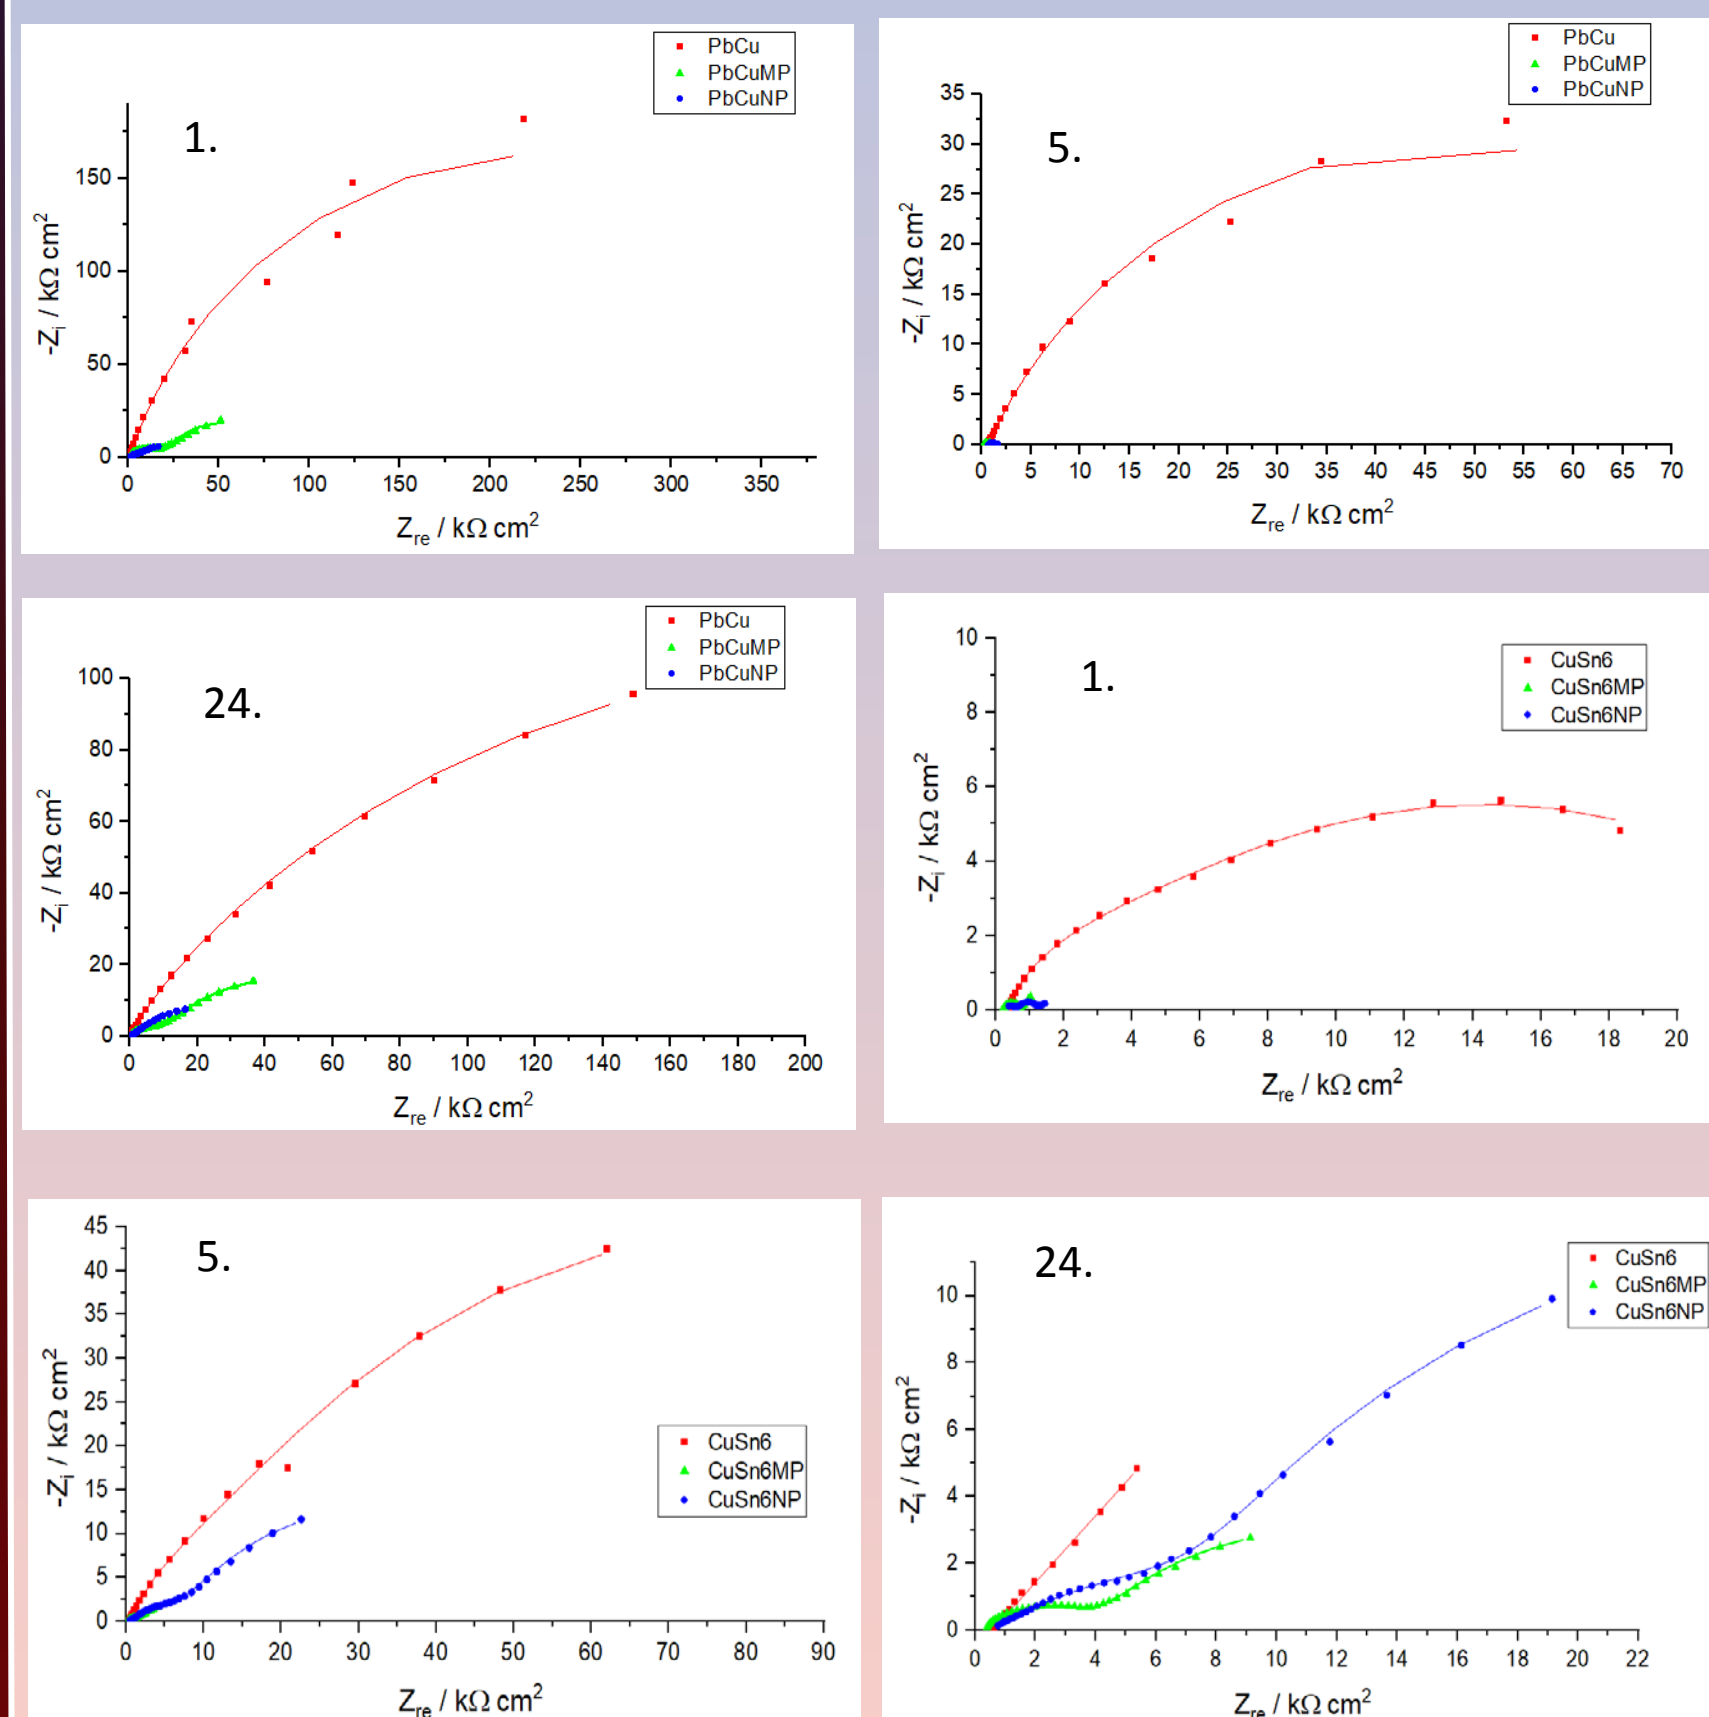 PbCu
PbCuMP
PbCuNP
1.
150
100
50
0
-Zi / kΩ cm²
0 50 100 150 200 250 300 350
Zre / kΩ cm²
PbCu
PbCuMP
PbCuNP
5.
35
30
25
20
15
10
5
0
-Zi / kΩ cm²
0 5 10 15 20 25 30 35 40 45 50 55 60 65 70
Zre / kΩ cm²
PbCu
PbCuMP
PbCuNP
24.
100
80
60
40
20
0
-Zi / kΩ cm²
0 20 40 60 80 100 120 140 160 180 200
Zre / kΩ cm²
CuSn6
CuSn6MP
CuSn6NP
1.
10
8
6
4
2
0
-Zi / kΩ cm²
0 2 4 6 8 10 12 14 16 18 20
Zre / kΩ cm²
5.
45
40
35
30
25
20
15
10
5
0
-Zi / kΩ cm²
CuSn6
CuSn6MP
CuSn6NP
0 10 20 30 40 50 60 70 80 90
Zre / kΩ cm²
24.
CuSn6
CuSn6MP
CuSn6NP
10
8
6
4
2
0
-Zi / kΩ cm²
0 2 4 6 8 10 12 14 16 18 20 22
Zre / kΩ cm²